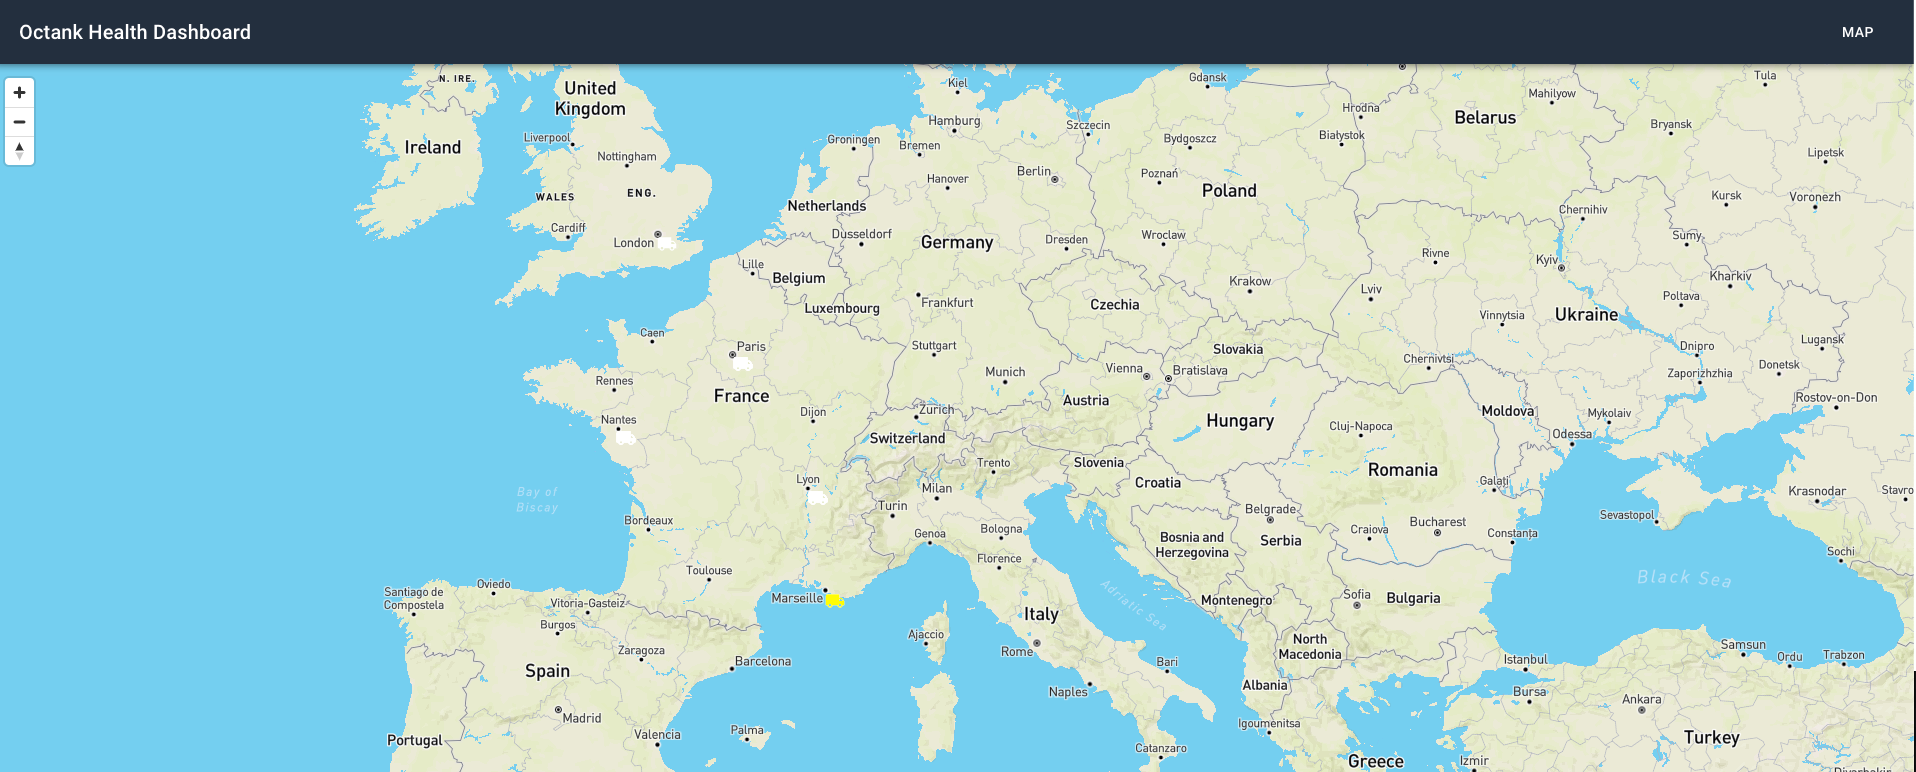 Octank Health Dashboard
MAP
N. IRE.
United
Kingdom
Kiel
Gdansk
Tula
Hrodna
Mahilyow
Belarus
Hamburg
Szczecin
Bryansk
Liverpool
Ireland
Groningen
Bremen
Bydgoszcz
Białystok
Nottingham
Lipetsk
Berlin
Poznań
Hanover
Poland
WALES
ENG.
Kursk
Voronezh
Netherlands
Chernihiv
Cardiff
London
Dusseldorf
Germany
Dresden
Wroclaw
Sumy
Rivne
Kyiv
Lille
Belgium
Kharkiv
Krakow
Lviv
Poltava
Luxembourg
Frankfurt
Czechia
Vinnytsia
Ukraine
Caen
Paris
Stuttgart
Slovakia
Dnipro
Lugansk
Chernivtsi
Donetsk
Rennes
Munich
Vienna
Bratislava
Zaporizhzhia
France
Austria
Rostov-on-Don
Nantes
Dijon
Zurich
Hungary
Moldova
Mykolaiv
Cluj-Napoca
Odessa
Switzerland
Trento
Slovenia
Romania
Lyon
Milan
Croatia
Galați
Krasnodar
Stavro
Bay of
Biscay
Turin
Belgrade
Sevastopol
Bordeaux
Genoa
Bologna
Craiova
Bucharest
Constanța
Bosnia and
Herzegovina
Serbia
Sochi
Florence
Toulouse
Black Sea
Santiago de
Compostela
Oviedo
Vitoria-Gasteiz
Marseille
Adriatic Sea
Montenegro
Sofia
Bulgaria
Burgos
Italy
Ajaccio
North
Macedonia
Zaragoza
Rome
Samsun
Ordu
Trabzon
Spain
Barcelona
Bari
Istanbul
Naples
Albania
Bursa
Ankara
Madrid
Igoumenitsa
Portugal
Valencia
Palma
Catanzaro
Greece
Izmir
Turkey
Diyarbakir